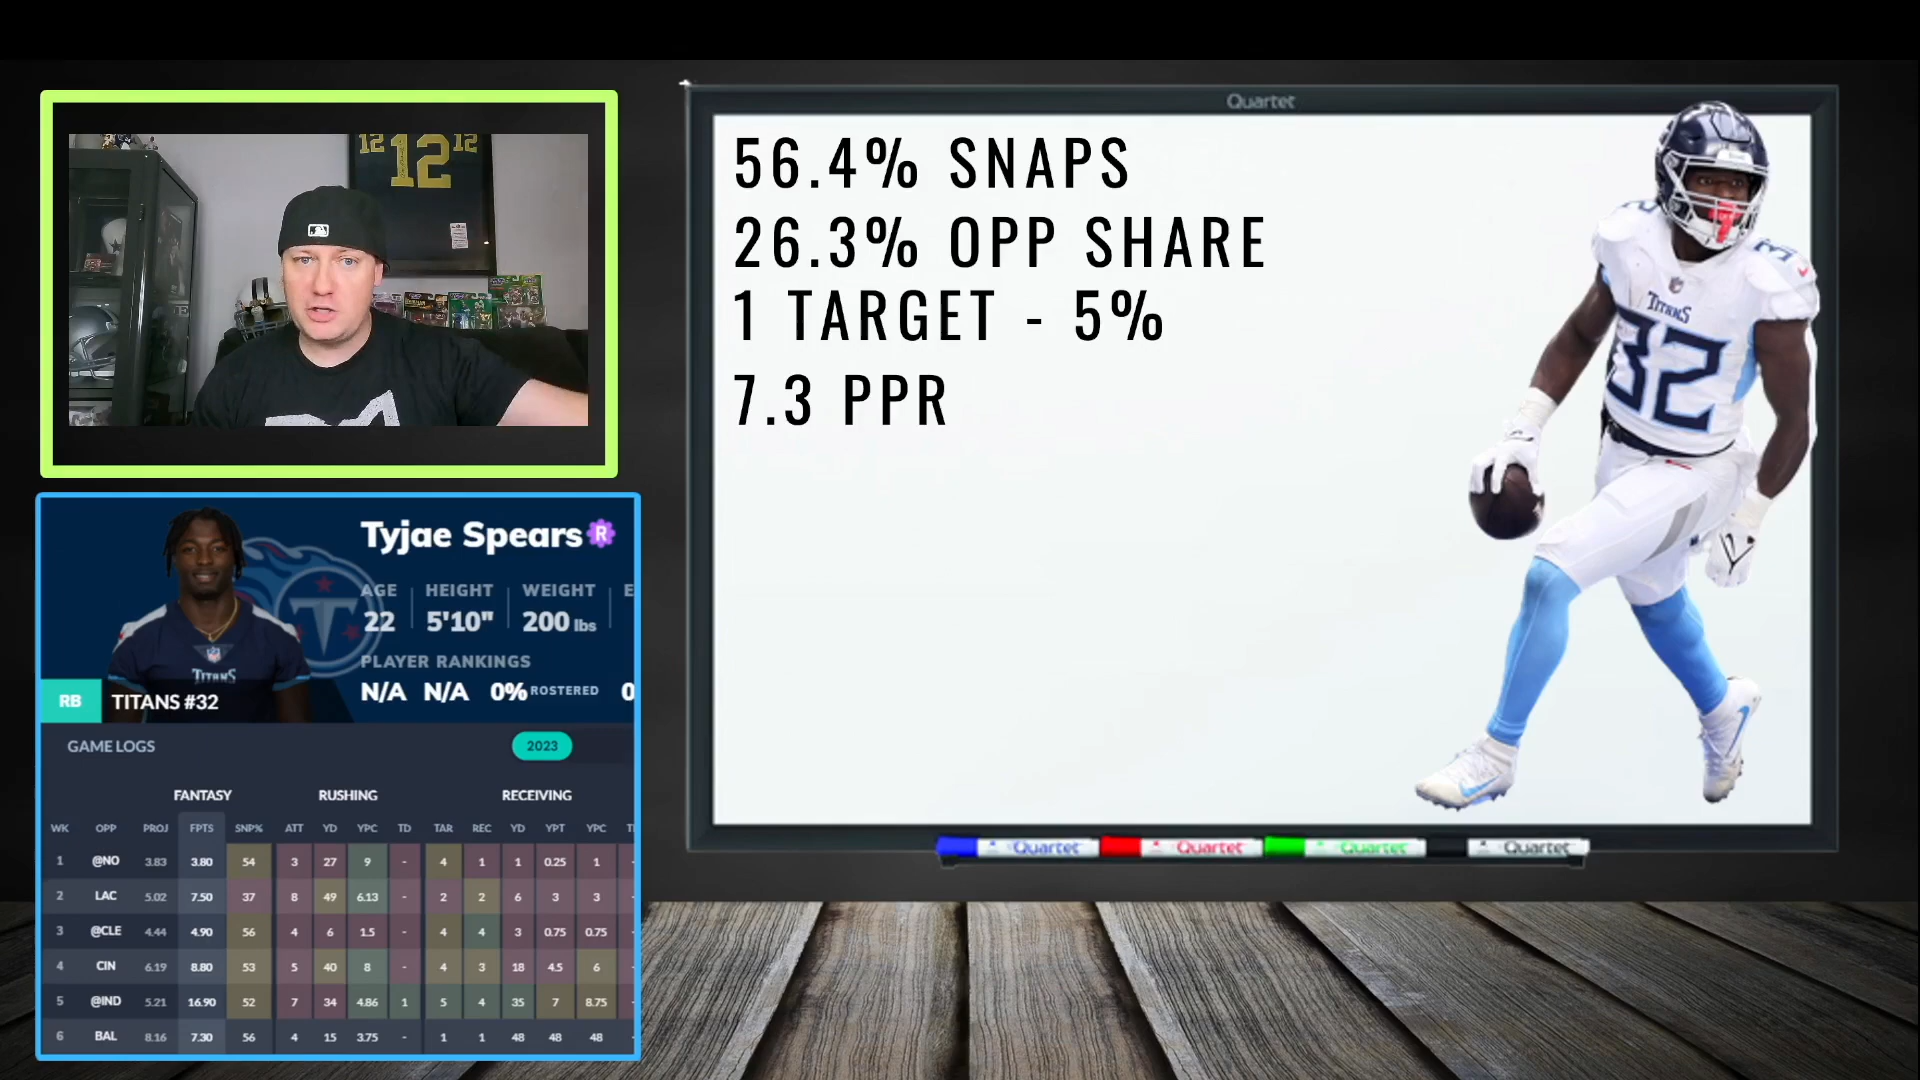 12 12 12
Quartet
56.4% SNAPS
26.3% OPP SHARE
1 TARGET - 5%
7.3 PPR
TITANS
32
Tyjae Spears R
AGE HEIGHT WEIGHT E
22 5'10" 200 lbs
PLAYER RANKINGS
N/A N/A 0% ROSTERED 0
TITANS
RB TITANS #32
GAME LOGS 2023
FANTASY RUSHING RECEIVING
WK OPP PROJ FPTS SNP% ATT YD YPC TD TAR REC YD YPT YPC T
1 @NO 3.83 3.80 54 3 27 9 - 4 1 1 0.25 1 -
2 LAC 5.02 7.50 37 8 49 6.13 - 2 2 6 3 3 -
3 @CLE 4.44 4.90 56 4 6 1.5 - 4 4 3 0.75 0.75 -
4 CIN 6.19 8.80 53 5 40 8 - 4 3 18 4.5 6 -
5 @IND 5.21 16.90 52 7 34 4.86 1 5 4 35 7 8.75 -
6 BAL 8.16 7.30 56 4 15 3.75 - 1 1 48 48 48 -
Quartet Quartet Quartet Quartet